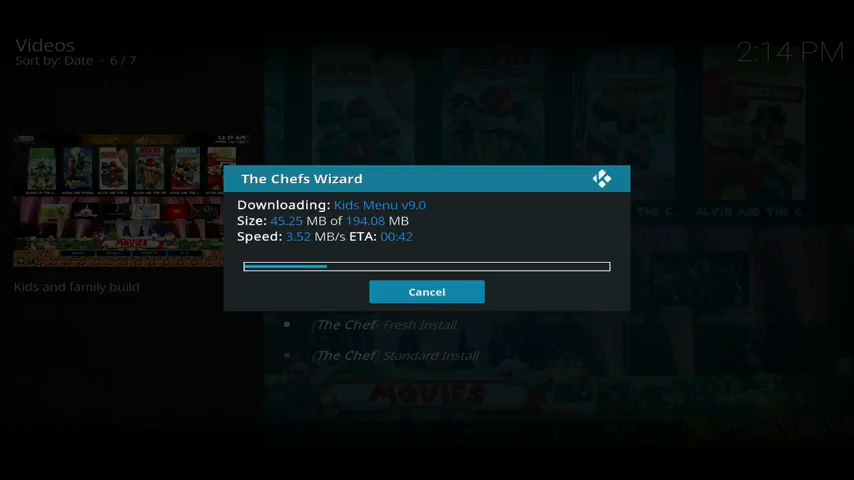 Videos
Sort by: Date · 6 / 7
2:14 PM
The Chefs Wizard
Downloading: Kids Menu v9.0
Size: 45.25 MB of 194.08 MB
Speed: 3.52 MB/s ETA: 00:42
Cancel
Kids and family build
(The Chef) Fresh Install
(The Chef) Standard Install
MOVIES